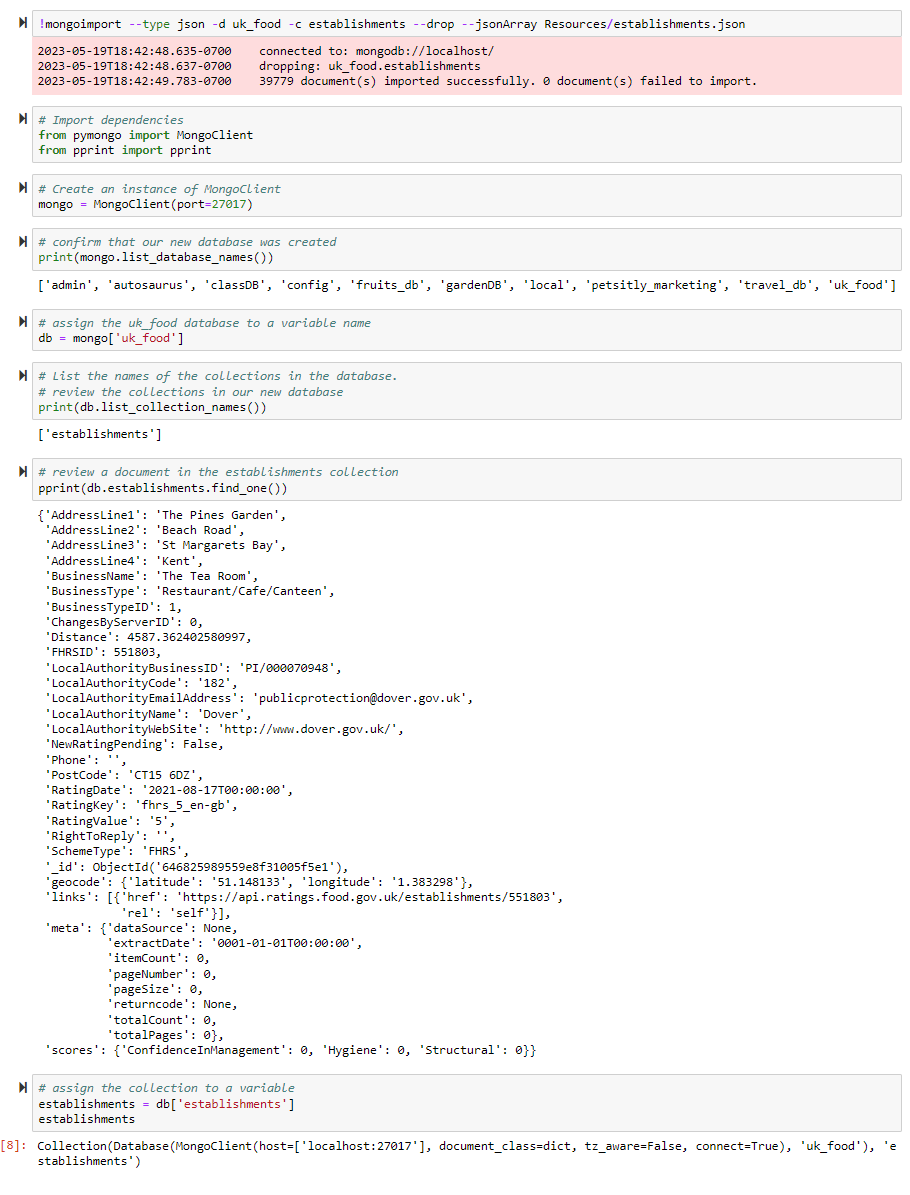 !mongoimport --type json -d uk_food -c establishments --drop --jsonArray Resources/establishments.json
2023-05-19T18:42:48.635-0700    connected to: mongodb://localhost/
2023-05-19T18:42:48.637-0700    dropping: uk_food.establishments
2023-05-19T18:42:49.783-0700    39779 document(s) imported successfully. 0 document(s) failed to import.
# Import dependencies
from pymongo import MongoClient
from pprint import pprint
# Create an instance of MongoClient
mongo = MongoClient(port=27017)
# confirm that our new database was created
print(mongo.list_database_names())
['admin', 'autosaurus', 'classDB', 'config', 'fruits_db', 'gardenDB', 'local', 'petsitly_marketing', 'travel_db', 'uk_food']
# assign the uk_food database to a variable name
db = mongo['uk_food']
# List the names of the collections in the database.
# review the collections in our new database
print(db.list_collection_names())
['establishments']
# review a document in the establishments collection
pprint(db.establishments.find_one())
{'AddressLine1': 'The Pines Garden',
 'AddressLine2': 'Beach Road',
 'AddressLine3': 'St Margarets Bay',
 'AddressLine4': 'Kent',
 'BusinessName': 'The Tea Room',
 'BusinessType': 'Restaurant/Cafe/Canteen',
 'BusinessTypeID': 1,
 'ChangesByServerID': 0,
 'Distance': 4587.362402580997,
 'FHRSID': 551803,
 'LocalAuthorityBusinessID': 'PI/000070948',
 'LocalAuthorityCode': '182',
 'LocalAuthorityEmailAddress': 'publicprotection@dover.gov.uk',
 'LocalAuthorityName': 'Dover',
 'LocalAuthorityWebSite': 'http://www.dover.gov.uk/',
 'NewRatingPending': False,
 'Phone': '',
 'PostCode': 'CT15 6DZ',
 'RatingDate': '2021-08-17T00:00:00',
 'RatingKey': 'fhrs_5_en-gb',
 'RatingValue': '5',
 'RightToReply': '',
 'SchemeType': 'FHRS',
 '_id': ObjectId('646825989559e8f31005f5e1'),
 'geocode': {'latitude': '51.148133', 'longitude': '1.383298'},
 'links': [{'href': 'https://api.ratings.food.gov.uk/establishments/551803',
            'rel': 'self'}],
 'meta': {'dataSource': None,
          'extractDate': '0001-01-01T00:00:00',
          'itemCount': 0,
          'pageNumber': 0,
          'pageSize': 0,
          'returncode': None,
          'totalCount': 0,
          'totalPages': 0},
 'scores': {'ConfidenceInManagement': 0, 'Hygiene': 0, 'Structural': 0}}
# assign the collection to a variable
establishments = db['establishments']
establishments
[8]: Collection(Database(MongoClient(host=['localhost:27017'], document_class=dict, tz_aware=False, connect=True), 'uk_food'), 'e
stablishments')